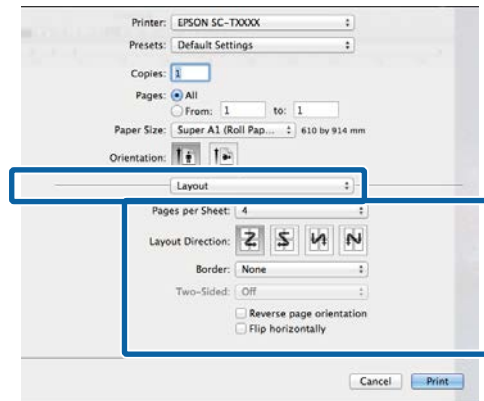 Printer: EPSON SC-TXXXX
Presets: Default Settings
Copies: 1
Pages: All
From: 1 to: 1
Paper Size: Super A1 (Roll Pap... 610 by 914 mm
Orientation:
Layout
Pages per Sheet: 4
Layout Direction:
Border: None
Two-Sided: Off
Reverse page orientation
Flip horizontally
Cancel Print